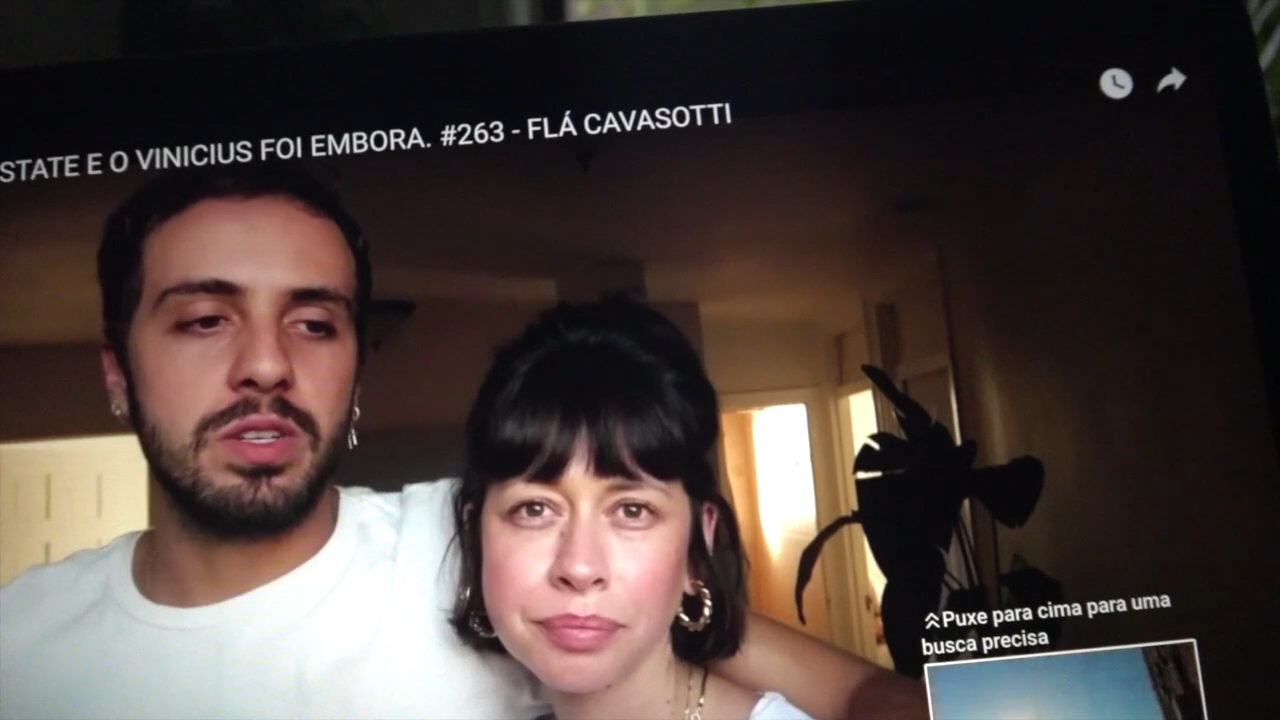 STATE E O VINICIUS FOI EMBORA. #263 - FLÁ CAVASOTTI
Puxe para cima para uma
busca precisa